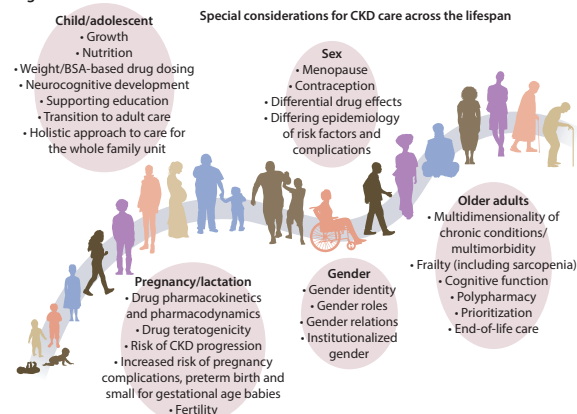 Special considerations for CKD care across the lifespan
Child/adolescent
• Growth
• Nutrition
• Weight/BSA-based drug dosing
• Neurocognitive development
• Supporting education
• Transition to adult care
• Holistic approach to care for
the whole family unit
Sex
• Menopause
• Contraception
• Differential drug effects
• Differing epidemiology
of risk factors and
complications
Pregnancy/lactation
• Drug pharmacokinetics
and pharmacodynamics
• Drug teratogenicity
• Risk of CKD progression
• Increased risk of pregnancy
complications, preterm birth and
small for gestational age babies
• Fertility
Gender
• Gender identity
• Gender roles
• Gender relations
• Institutionalized
gender
Older adults
• Multidimensionality of
chronic conditions/
multimorbidity
• Frailty (including sarcopenia)
• Cognitive function
• Polypharmacy
• Prioritization
• End-of-life care